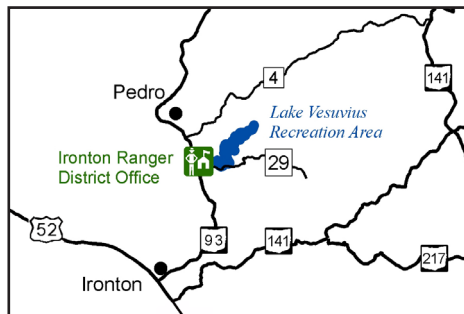 141
4
Pedro
Lake Vesuvius
Recreation Area
Ironton Ranger
District Office
29
52
93
141
217
Ironton